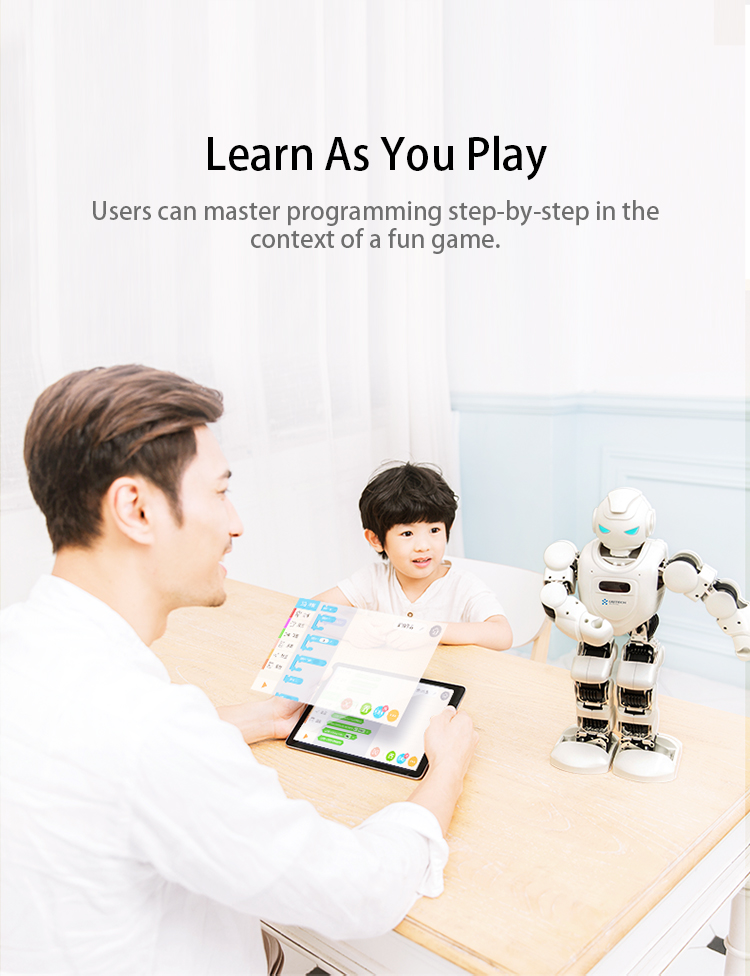 Learn As You Play
Users can master programming step-by-step in the
context of a fun game.